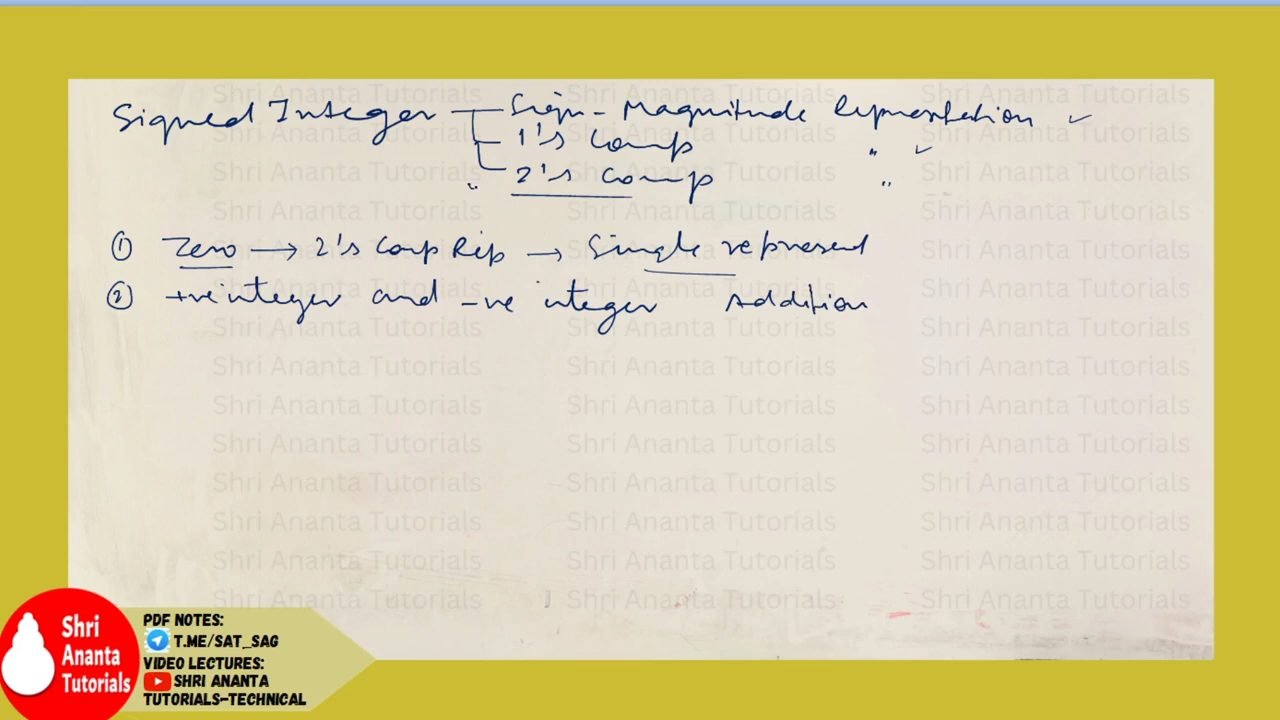 Signed Integer Sign-Magnitude Representation ✓
1's comp " ✓
" 2's comp "
① Zero → 2's Comp Rep → Single represent
② +ve integer and -ve integer Addition
Shri Ananta Tutorials
PDF NOTES:
T.ME/SAT_SAG
VIDEO LECTURES:
SHRI ANANTA
TUTORIALS-TECHNICAL